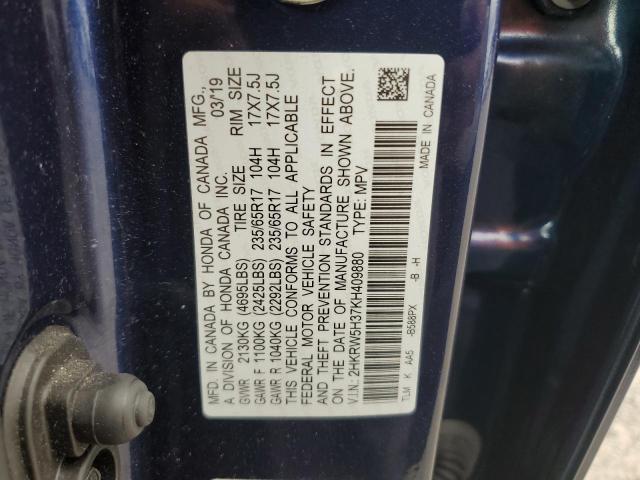 MFD. IN CANADA BY HONDA OF CANADA MFG.,
A DIVISION OF HONDA CANADA INC. 03/'19
GVWR 2130KG (4695LBS) TIRE SIZE RIM SIZE
GAWR F 1100KG (2425LBS) 235/65R17 104H 17X7.5J
GAWR R 1040KG (2292LBS) 235/65R17 104H 17X7.5J
THIS VEHICLE CONFORMS TO ALL APPLICABLE
FEDERAL MOTOR VEHICLE SAFETY
AND THEFT PREVENTION STANDARDS IN EFFECT
ON THE DATE OF MANUFACTURE SHOWN ABOVE.
V.I.N.: 2HKRW5H37KH409880 TYPE: MPV
TLM K AA5 -B588PX -B -H MADE IN CANADA